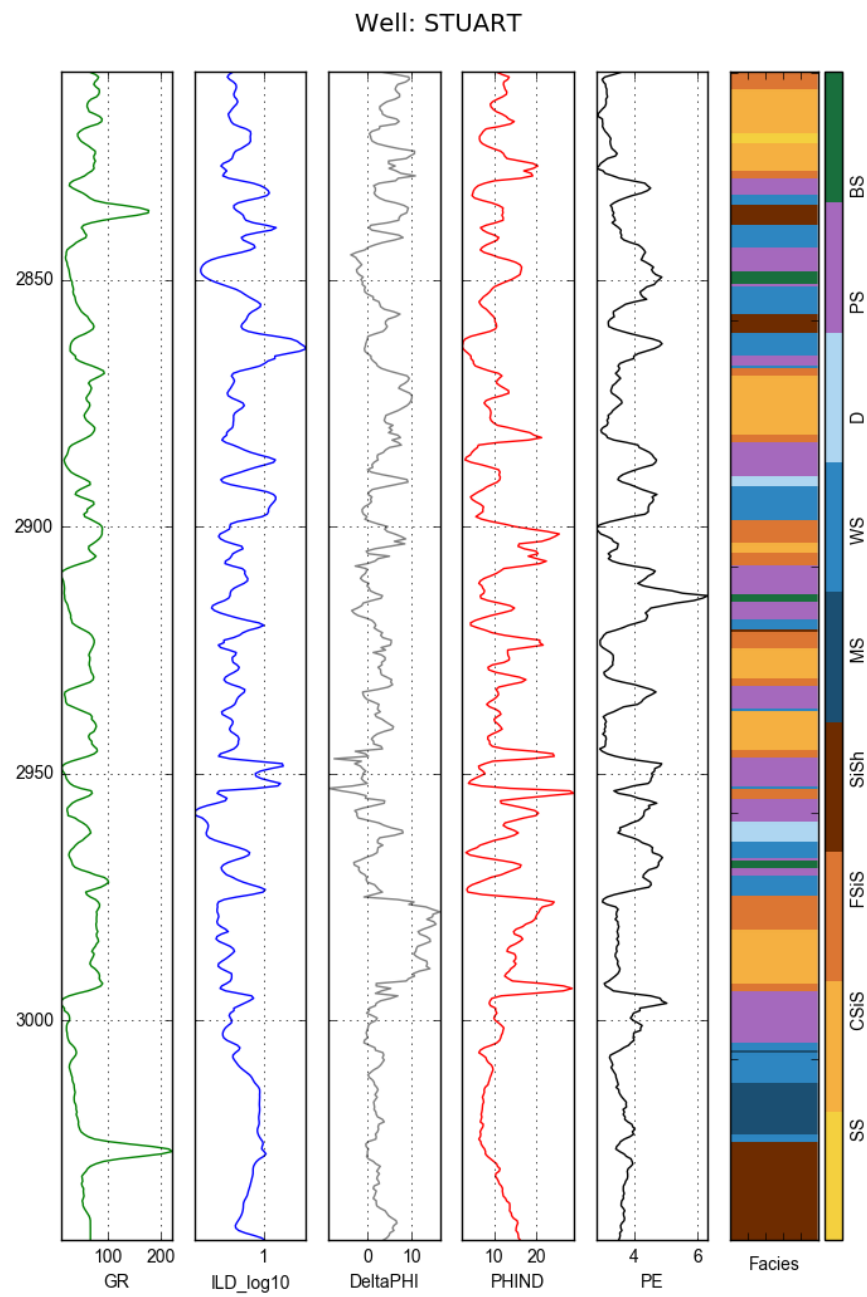 Well: STUART
2850
2900
2950
3000
100 200
GR
1
ILD_log10
0 10
DeltaPHI
10 20
PHIND
4 6
PE
Facies
BS
PS
D
WS
MS
SiSh
FSiS
CSiS
SS